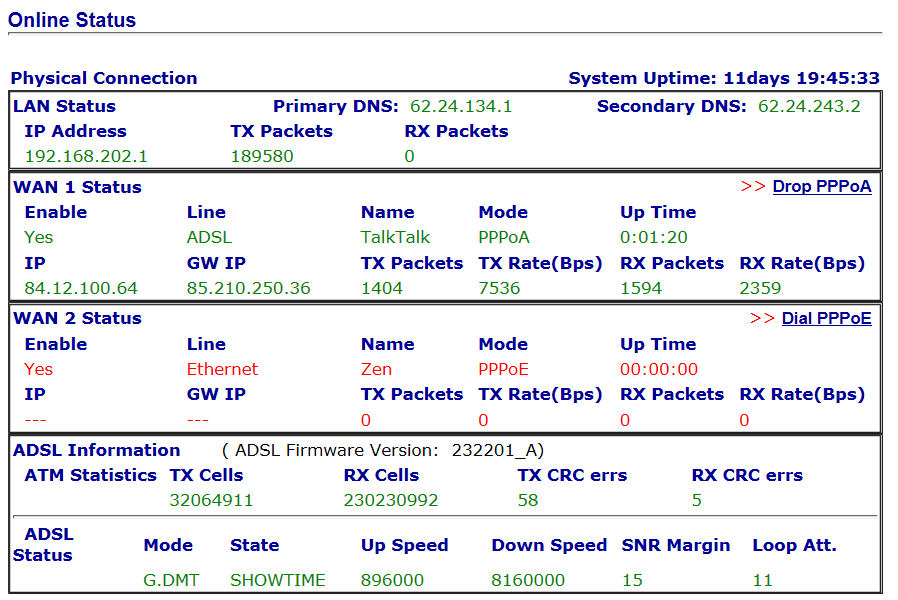 Online Status
Physical Connection System Uptime: 11days 19:45:33
LAN Status Primary DNS: 62.24.134.1 Secondary DNS: 62.24.243.2
IP Address TX Packets RX Packets
192.168.202.1 189580 0
WAN 1 Status >> Drop PPPoA
Enable Line Name Mode Up Time
Yes ADSL TalkTalk PPPoA 0:01:20
IP GW IP TX Packets TX Rate(Bps) RX Packets RX Rate(Bps)
84.12.100.64 85.210.250.36 1404 7536 1594 2359
WAN 2 Status >> Dial PPPoE
Enable Line Name Mode Up Time
Yes Ethernet Zen PPPoE 00:00:00
IP GW IP TX Packets TX Rate(Bps) RX Packets RX Rate(Bps)
--- --- 0 0 0 0
ADSL Information ( ADSL Firmware Version: 232201_A)
ATM Statistics TX Cells RX Cells TX CRC errs RX CRC errs
32064911 230230992 58 5
ADSL Status Mode State Up Speed Down Speed SNR Margin Loop Att.
G.DMT SHOWTIME 896000 8160000 15 11